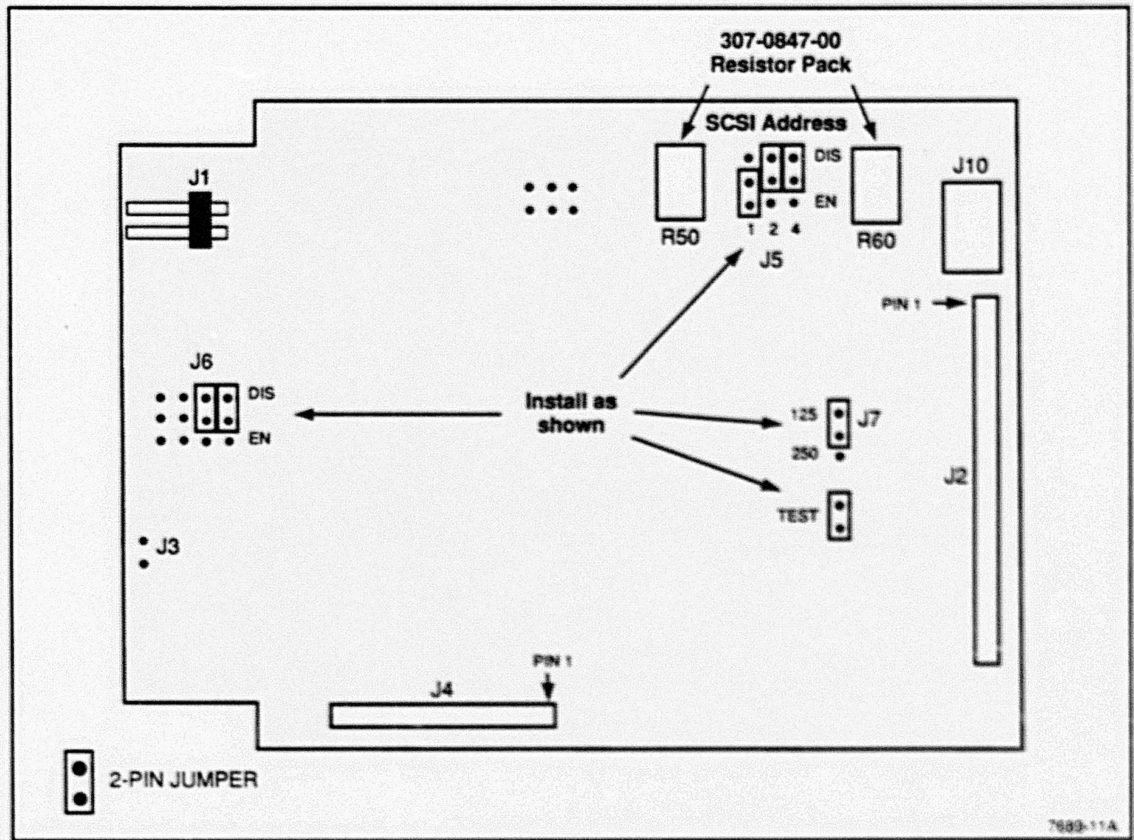 307-0847-00
Resistor Pack
SCSI Address
DIS
EN
1 2 4
J5
R50
R60
J10
J1
PIN 1
J6
DIS
EN
Install as
shown
125
J7
250
TEST
J2
J3
PIN 1
J4
2-PIN JUMPER
7689-11A